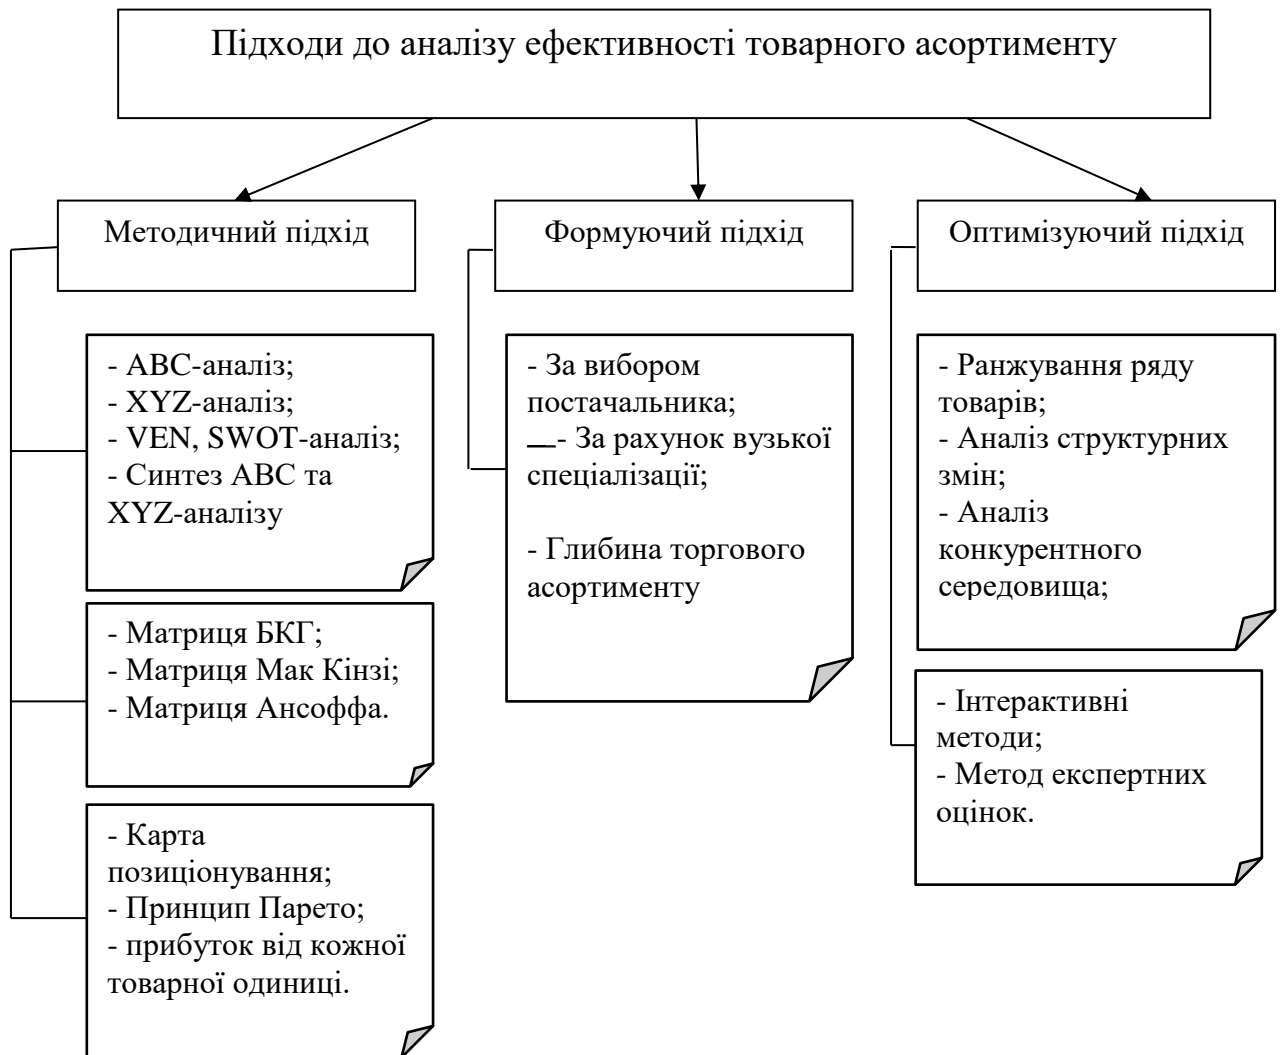 Підходи до аналізу ефективності товарного асортименту
Методичний підхід
- АВС-аналіз;
- XYZ-аналіз;
- VEN, SWOT-аналіз;
- Синтез АВС та
XYZ-аналізу
- Матриця БКГ;
- Матриця Мак Кінзі;
- Матриця Ансоффа.
- Карта
позиціонування;
- Принцип Парето;
- прибуток від кожної
товарної одиниці.
Формуючий підхід
- За вибором
постачальника;
- За рахунок вузької
спеціалізації;
- Глибина торгового
асортименту
Оптимізуючий підхід
- Ранжування ряду
товарів;
- Аналіз структурних
змін;
- Аналіз
конкурентного
середовища;
- Інтерактивні
методи;
- Метод експертних
оцінок.